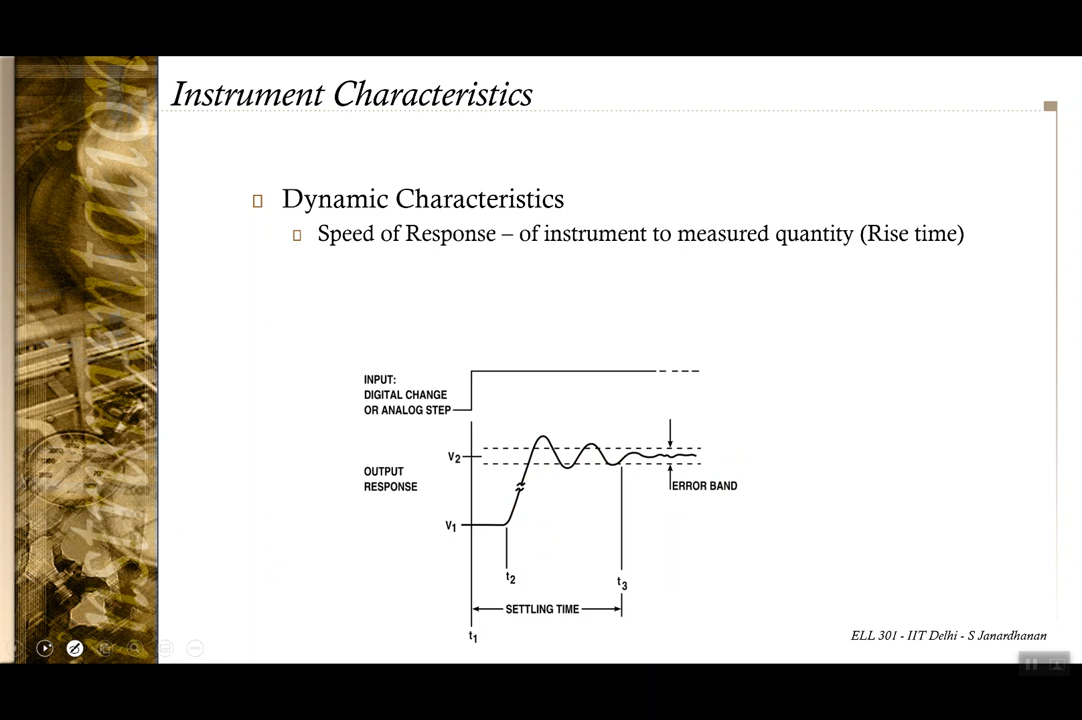 Instrument Characteristics
Dynamic Characteristics
Speed of Response – of instrument to measured quantity (Rise time)
INPUT:
DIGITAL CHANGE
OR ANALOG STEP
V2
OUTPUT
RESPONSE
ERROR BAND
V1
t2
t3
SETTLING TIME
t1
ELL 301 - IIT Delhi - S Janardhanan
Instrumentation